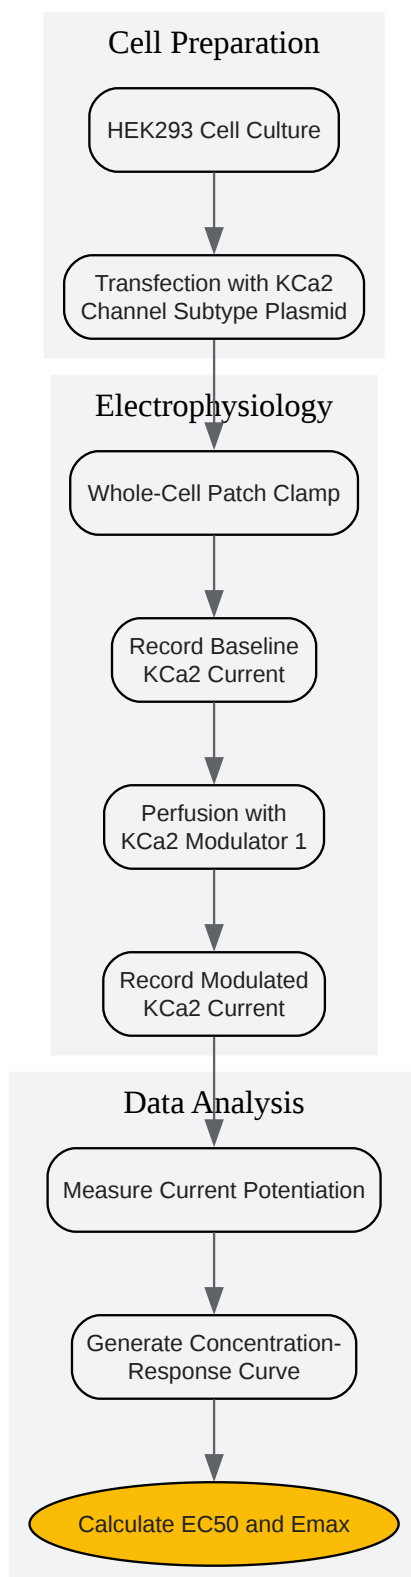 Cell Preparation
HEK293 Cell Culture
Transfection with KCa2
Channel Subtype Plasmid
Electrophysiology
Whole-Cell Patch Clamp
Record Baseline
KCa2 Current
Perfusion with
KCa2 Modulator 1
Record Modulated
KCa2 Current
Data Analysis
Measure Current Potentiation
Generate Concentration-
Response Curve
Calculate EC50 and Emax